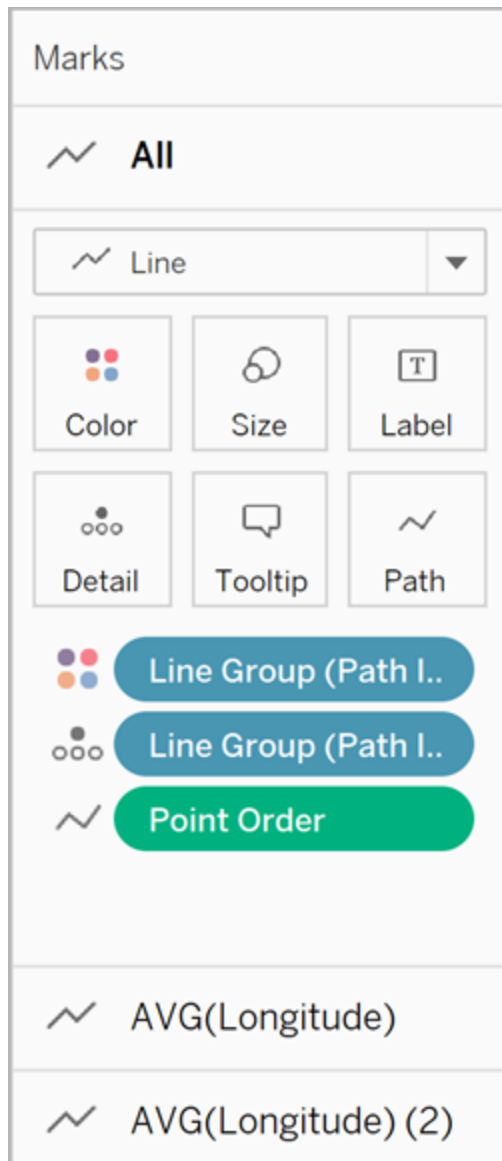 Marks
All
Line
Color Size Label
Detail Tooltip Path
Line Group (Path I..
Line Group (Path I..
Point Order
AVG(Longitude)
AVG(Longitude) (2)